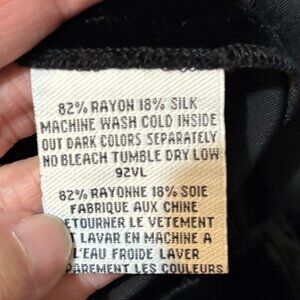 82% RAYON 18% SILK
MACHINE WASH COLD INSIDE
OUT DARK COLORS SEPARATELY
NO BLEACH TUMBLE DRY LOW
92VL
82% RAYONNE 18% SOIE
FABRIQUE AUX CHINE
RETOURNER LE VETEMENT
ET LAVAR EN MACHINE A
L'EAU FROIDE LAVER
LES COULEURS